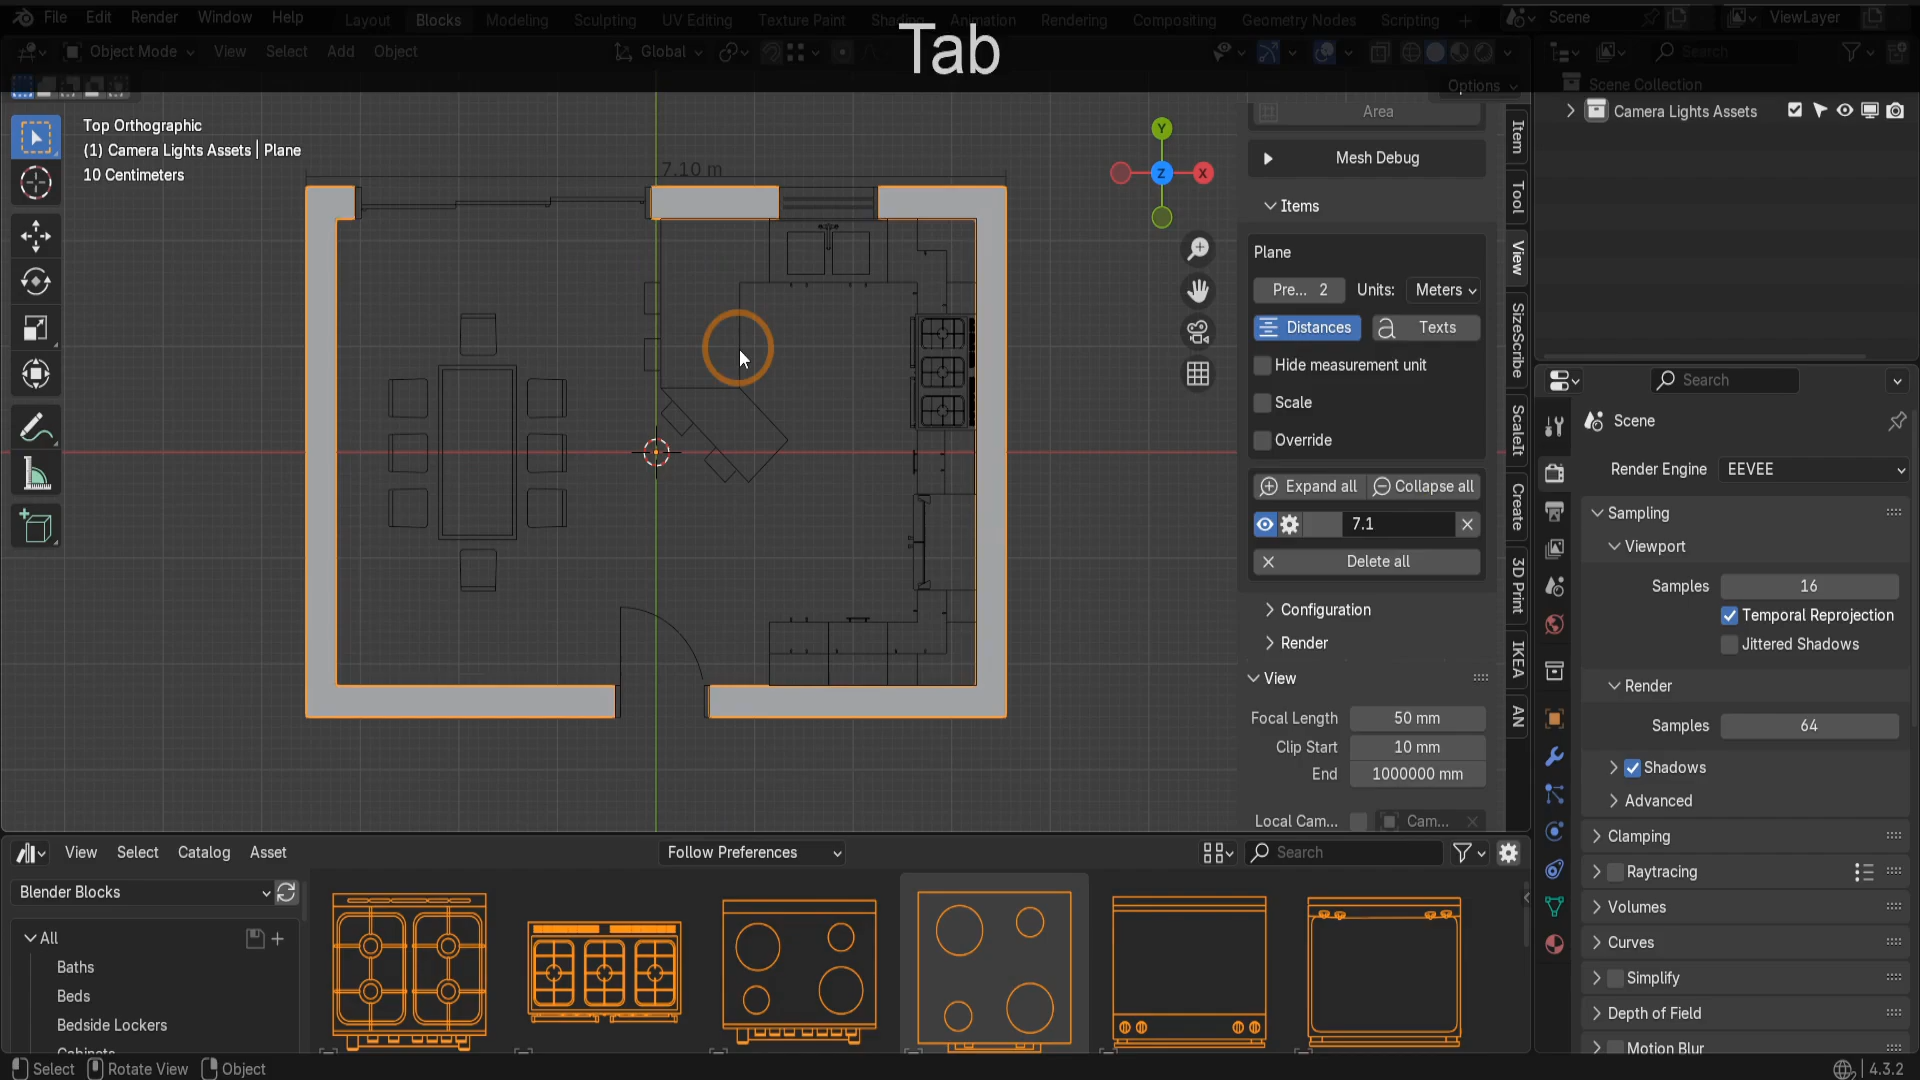 File Edit Render Window Help Layout Blocks Modeling Sculpting UV Editing Texture Paint Shading Animation Rendering Compositing Geometry Nodes Scripting Scene ViewLayer
Tab
Object Mode View Select Add Object Global Search
Options
Scene Collection
Camera Lights Assets
Top Orthographic
(1) Camera Lights Assets | Plane
10 Centimeters
7.10 m
Y
Z
X
Area
Mesh Debug
Items
Plane
Pre... 2 Units: Meters
Distances Texts
Hide measurement unit
Scale
Override
Expand all Collapse all
7.1
Delete all
Configuration
Render
View
Focal Length 50 mm
Clip Start 10 mm
End 1000000 mm
Local Cam... Cam...
Item
Tool
View
SizeScribe
ScaleIt
Create
3D Print
IKEA
AN
Search
Scene
Render Engine EEVEE
Sampling
Viewport
Samples 16
Temporal Reprojection
Jittered Shadows
Render
Samples 64
Shadows
Advanced
Clamping
Raytracing
Volumes
Curves
Simplify
Depth of Field
Motion Blur
View Select Catalog Asset Follow Preferences Search
Blender Blocks
All
Baths
Beds
Bedside Lockers
Cabinets
Select Rotate View Object 4.3.2